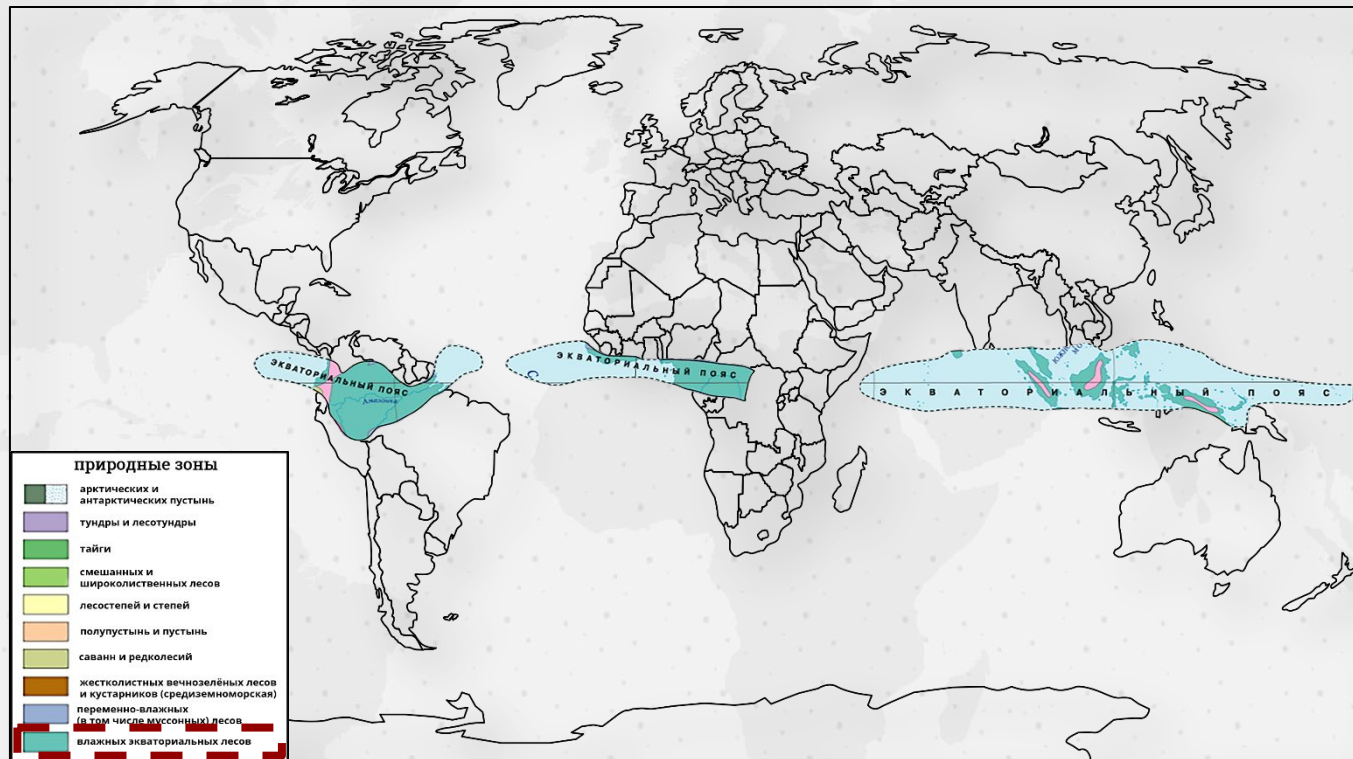 ЭКВАТОРИАЛЬНЫЙ ПОЯС
Амазонка
ЭКВАТОРИАЛЬНЫЙ ПОЯС
С
ЭКВАТОРИАЛЬНЫЙ ПОЯС
природные зоны
арктических и
антарктических пустынь
тундры и лесотундры
тайги
смешанных и
широколиственных лесов
лесостепей и степей
полупустынь и пустынь
саванн и редколесий
жестколистных вечнозелёных лесов
и кустарников (средиземноморская)
переменно-влажных
(в том числе муссонных) лесов
влажных экваториальных лесов